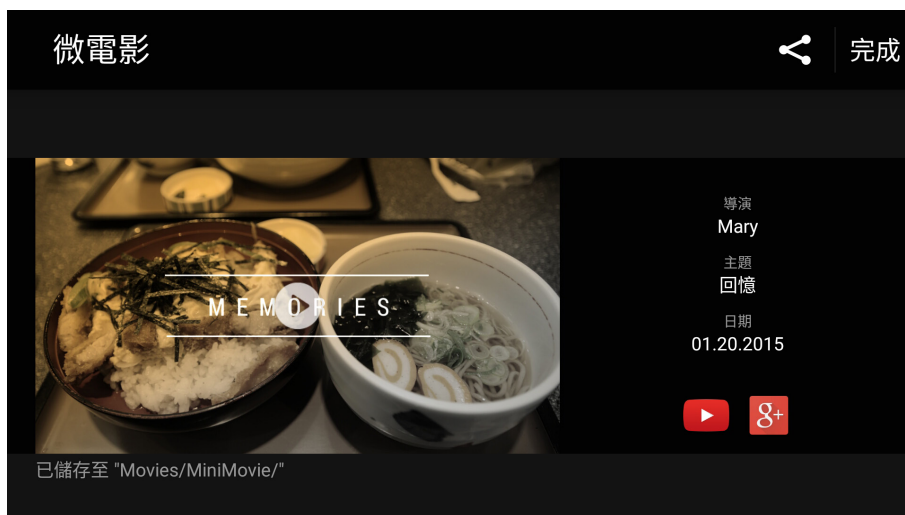 微電影
完成
MEMORIES
導演
Mary
主題
回憶
日期
01.20.2015
g+
已儲存至 "Movies/MiniMovie/"